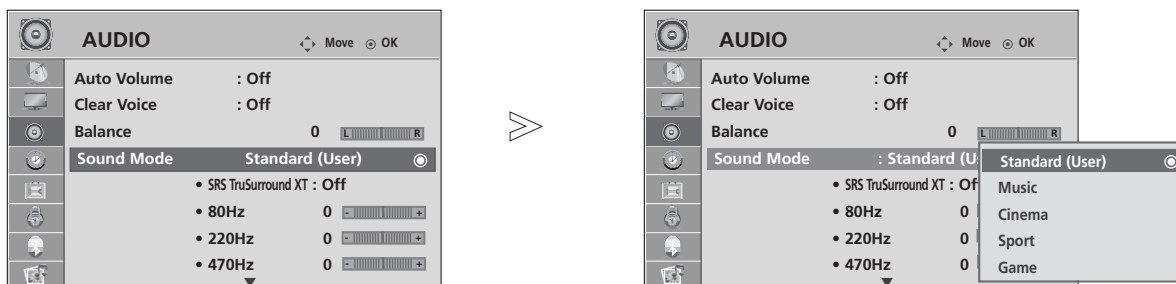 AUDIO Move OK
Auto Volume : Off
Clear Voice : Off
Balance 0 L R
Sound Mode Standard (User)
• SRS TruSurround XT : Off
• 80Hz 0 - +
• 220Hz 0 - +
• 470Hz 0 - +
AUDIO Move OK
Auto Volume : Off
Clear Voice : Off
Balance 0 L R
Sound Mode : Standard (U
• SRS TruSurround XT : Of
• 80Hz 0
• 220Hz 0
• 470Hz 0
Standard (User)
Music
Cinema
Sport
Game